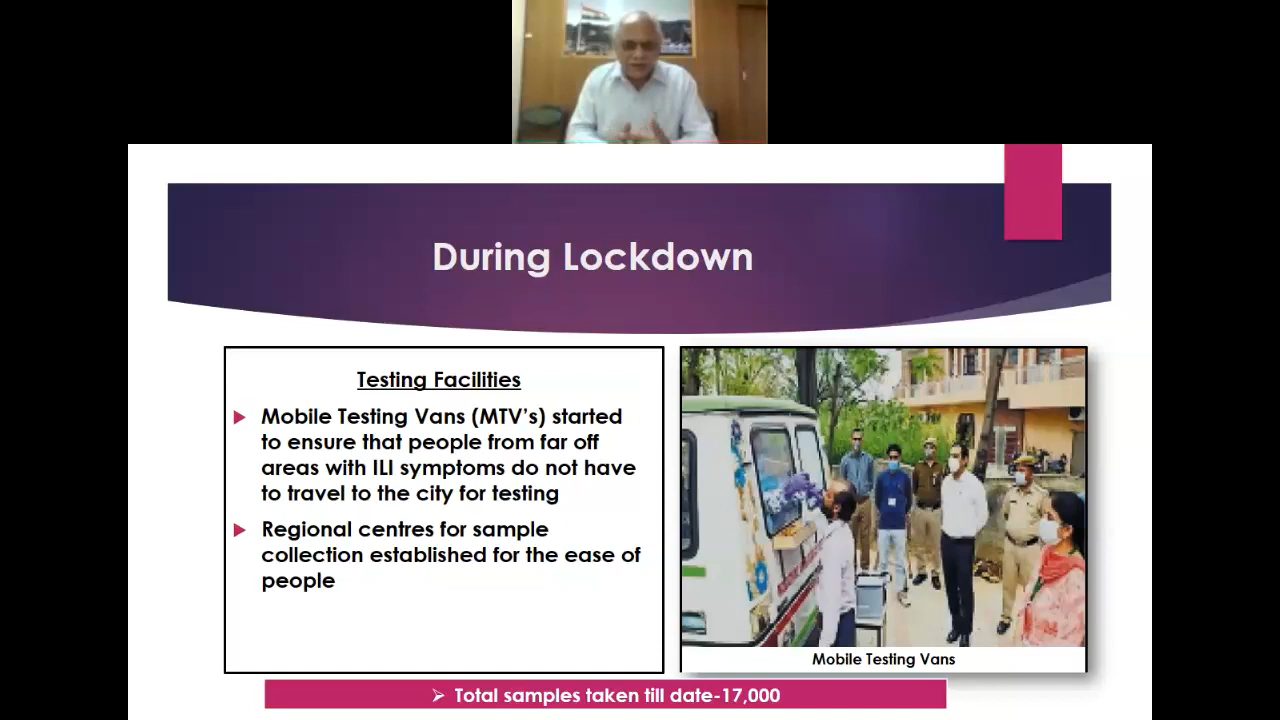 During Lockdown
Testing Facilities
Mobile Testing Vans (MTV's) started
to ensure that people from far off
areas with ILI symptoms do not have
to travel to the city for testing
Regional centres for sample
collection established for the ease of
people
Mobile Testing Vans
Total samples taken till date-17,000